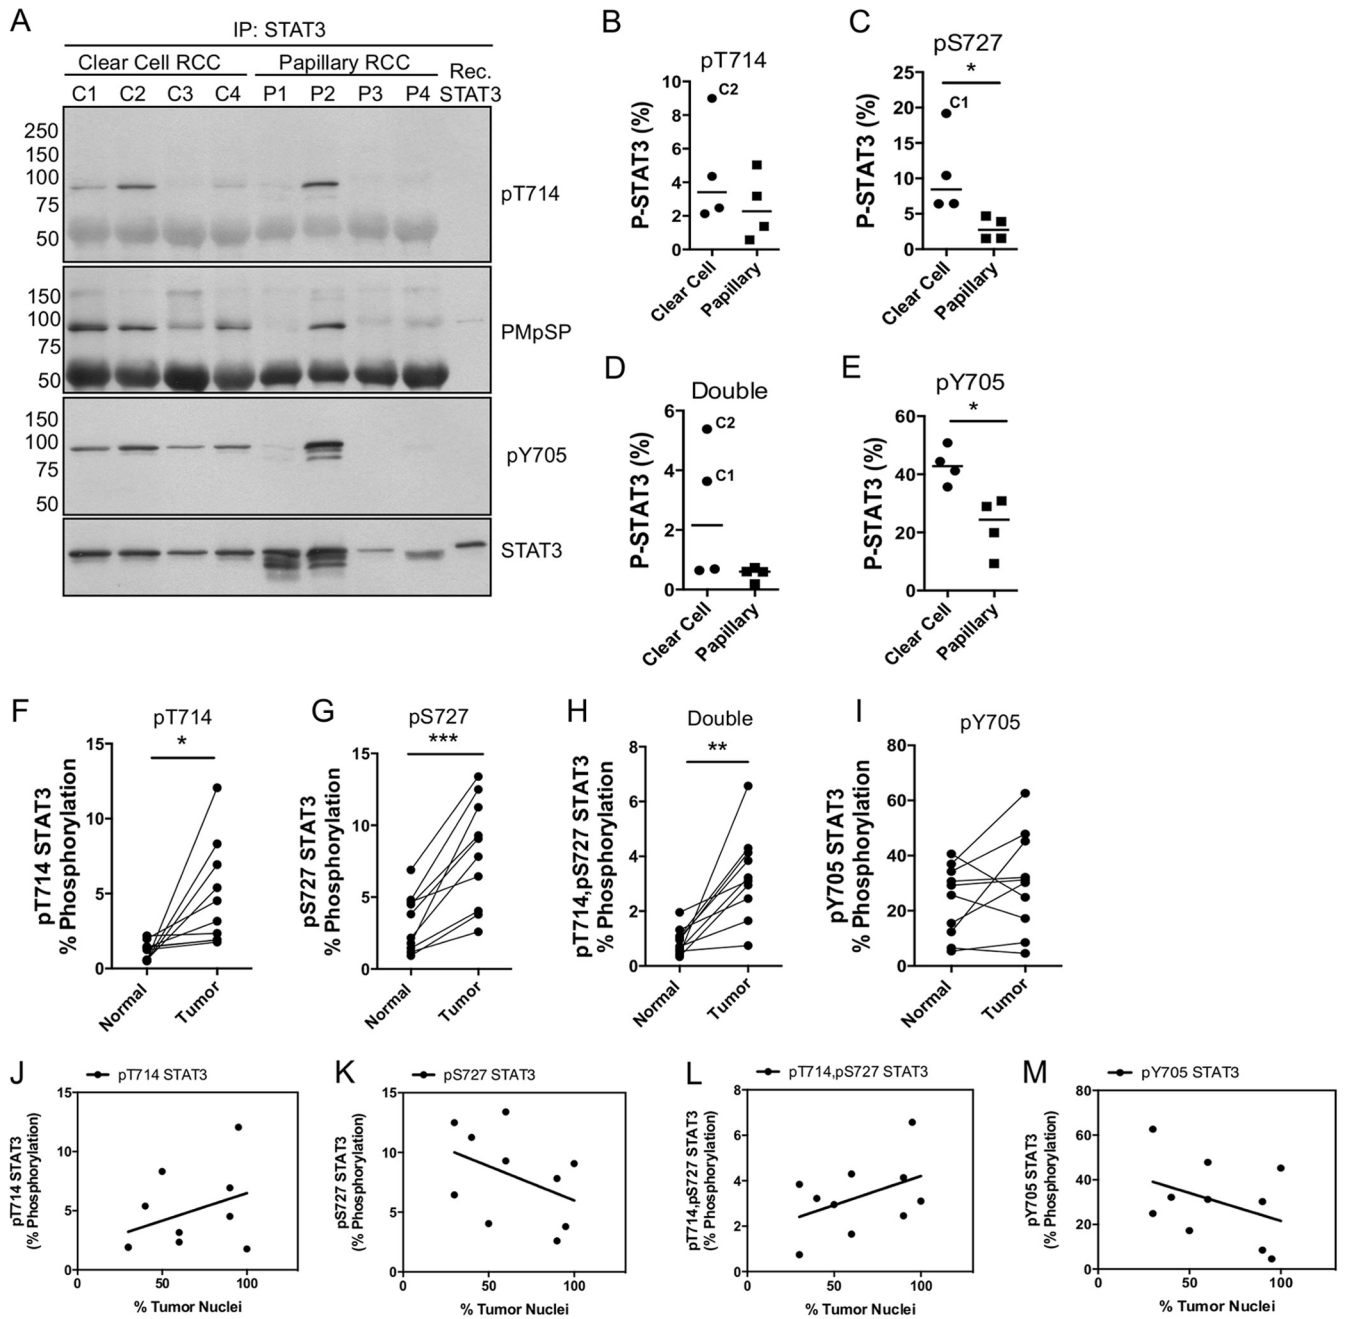 A
IP: STAT3
Clear Cell RCC Papillary RCC Rec.
C1 C2 C3 C4 P1 P2 P3 P4 STAT3
250
150
100
75
50
pT714
150
100
75
50
PMpSP
150
100
75
50
pY705
STAT3
B
pT714
P-STAT3 (%)
10
8
6
4
2
0
C2
Clear Cell
Papillary
C
pS727
*
P-STAT3 (%)
25
20
15
10
5
0
C1
Clear Cell
Papillary
D
Double
P-STAT3 (%)
6
4
2
0
C2
C1
Clear Cell
Papillary
E
pY705
*
P-STAT3 (%)
60
40
20
0
Clear Cell
Papillary
F
pT714
*
pT714 STAT3
% Phosphorylation
15
10
5
0
Normal
Tumor
G
pS727
***
pS727 STAT3
% Phosphorylation
15
10
5
0
Normal
Tumor
H
Double
**
pT714,pS727 STAT3
% Phosphorylation
8
6
4
2
0
Normal
Tumor
I
pY705
pY705 STAT3
% Phosphorylation
80
60
40
20
0
Normal
Tumor
J
pT714 STAT3
pT714 STAT3
(% Phosphorylation)
15
10
5
0
0 50 100
% Tumor Nuclei
K
pS727 STAT3
pS727 STAT3
(% Phosphorylation)
15
10
5
0
0 50 100
% Tumor Nuclei
L
pT714,pS727 STAT3
pT714,pS727 STAT3
(% Phosphorylation)
8
6
4
2
0
0 50 100
% Tumor Nuclei
M
pY705 STAT3
pY705 STAT3
(% Phosphorylation)
80
60
40
20
0
0 50 100
% Tumor Nuclei